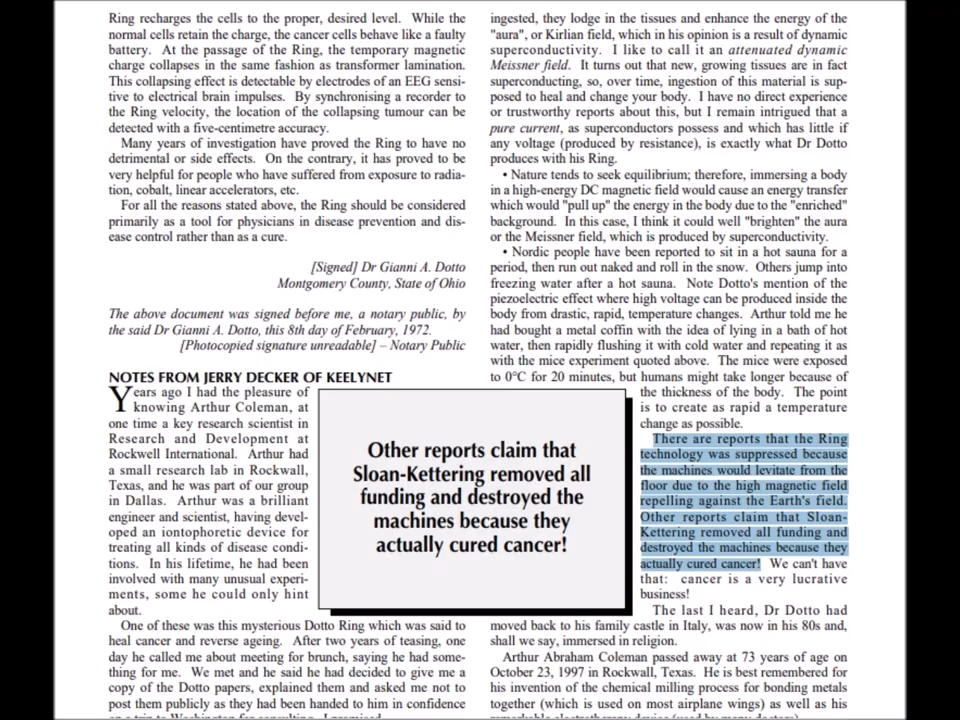 Ring recharges the cells to the proper, desired level. While the
normal cells retain the charge, the cancer cells behave like a faulty
battery. At the passage of the Ring, the temporary magnetic
charge collapses in the same fashion as transformer lamination.
This collapsing effect is detectable by electrodes of an EEG sensi-
tive to electrical brain impulses. By synchronising a recorder to
the Ring velocity, the location of the collapsing tumour can be
detected with a five-centimetre accuracy.
Many years of investigation have proved the Ring to have no
detrimental or side effects. On the contrary, it has proved to be
very helpful for people who have suffered from exposure to radia-
tion, cobalt, linear accelerators, etc.
For all the reasons stated above, the Ring should be considered
primarily as a tool for physicians in disease prevention and dis-
ease control rather than as a cure.
[Signed] Dr Gianni A. Dotto
Montgomery County, State of Ohio
The above document was signed before me, a notary public, by
the said Dr Gianni A. Dotto, this 8th day of February, 1972.
[Photocopied signature unreadable] – Notary Public
NOTES FROM JERRY DECKER OF KEELYNET
Years ago I had the pleasure of
knowing Arthur Coleman, at
one time a key research scientist in
Research and Development at
Rockwell International. Arthur had
a small research lab in Rockwall,
Texas, and he was part of our group
in Dallas. Arthur was a brilliant
engineer and scientist, having devel-
oped an iontophoretic device for
treating all kinds of disease condi-
tions. In his lifetime, he had been
involved with many unusual experi-
ments, some he could only hint
about.
One of these was this mysterious Dotto Ring which was said to
heal cancer and reverse ageing. After two years of teasing, one
day he called me about meeting for brunch, saying he had some-
thing for me. We met and he said he had decided to give me a
copy of the Dotto papers, explained them and asked me not to
post them publicly as they had been handed to him in confidence
on a trip to Washington for consulting. I promised.
Other reports claim that
Sloan-Kettering removed all
funding and destroyed the
machines because they
actually cured cancer!
ingested, they lodge in the tissues and enhance the energy of the
"aura", or Kirlian field, which in his opinion is a result of dynamic
superconductivity. I like to call it an attenuated dynamic
Meissner field. It turns out that new, growing tissues are in fact
superconducting, so, over time, ingestion of this material is sup-
posed to heal and change your body. I have no direct experience
or trustworthy reports about this, but I remain intrigued that a
pure current, as superconductors possess and which has little if
any voltage (produced by resistance), is exactly what Dr Dotto
produces with his Ring.
• Nature tends to seek equilibrium; therefore, immersing a body
in a high-energy DC magnetic field would cause an energy transfer
which would "pull up" the energy in the body due to the "enriched"
background. In this case, I think it could well "brighten" the aura
or the Meissner field, which is produced by superconductivity.
• Nordic people have been reported to sit in a hot sauna for a
period, then run out naked and roll in the snow. Others jump into
freezing water after a hot sauna. Note Dotto's mention of the
piezoelectric effect where high voltage can be produced inside the
body from drastic, rapid, temperature changes. Arthur told me he
had bought a metal coffin with the idea of lying in a bath of hot
water, then rapidly flushing it with cold water and repeating it as
with the mice experiment quoted above. The mice were exposed
to 0°C for 20 minutes, but humans might take longer because of
the thickness of the body. The point
is to create as rapid a temperature
change as possible.
There are reports that the Ring
technology was suppressed because
the machines would levitate from the
floor due to the high magnetic field
repelling against the Earth's field.
Other reports claim that Sloan-
Kettering removed all funding and
destroyed the machines because they
actually cured cancer! We can't have
that: cancer is a very lucrative
business!
The last I heard, Dr Dotto had
moved back to his family castle in Italy, was now in his 80s and,
shall we say, immersed in religion.
Arthur Abraham Coleman passed away at 73 years of age on
October 23, 1997 in Rockwall, Texas. He is best remembered for
his invention of the chemical milling process for bonding metals
together (which is used on most airplane wings) as well as his
remarkable electrotherapy device (used by many doctors).